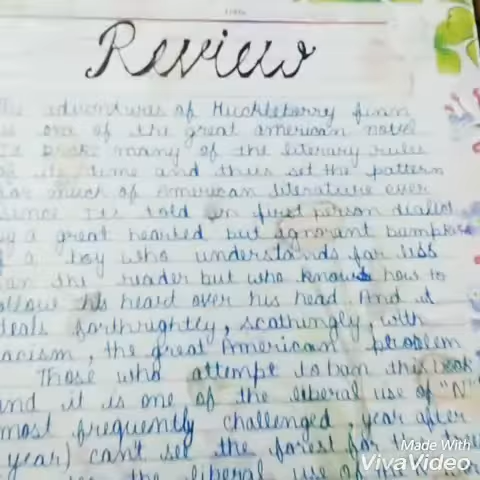 Review
The adventures of Huckleberry finn
is one of the great american novel
It broke many of the literary rules
of its time and thus set the pattern
for much of American literature ever
since It's told in first person dialect
by a great hearted but ignorant bumpkin
of a boy who understands far less
than the reader but who knows how to
follow his heart over his head. And it
deals forthrightly, scathingly, with
racism, the great American problem
Those who attempt to ban this book
and it is one of the liberal use of "N"
most frequently challenged, year after
year) can't see the forest for
the liberal use of
Made With
VivaVideo